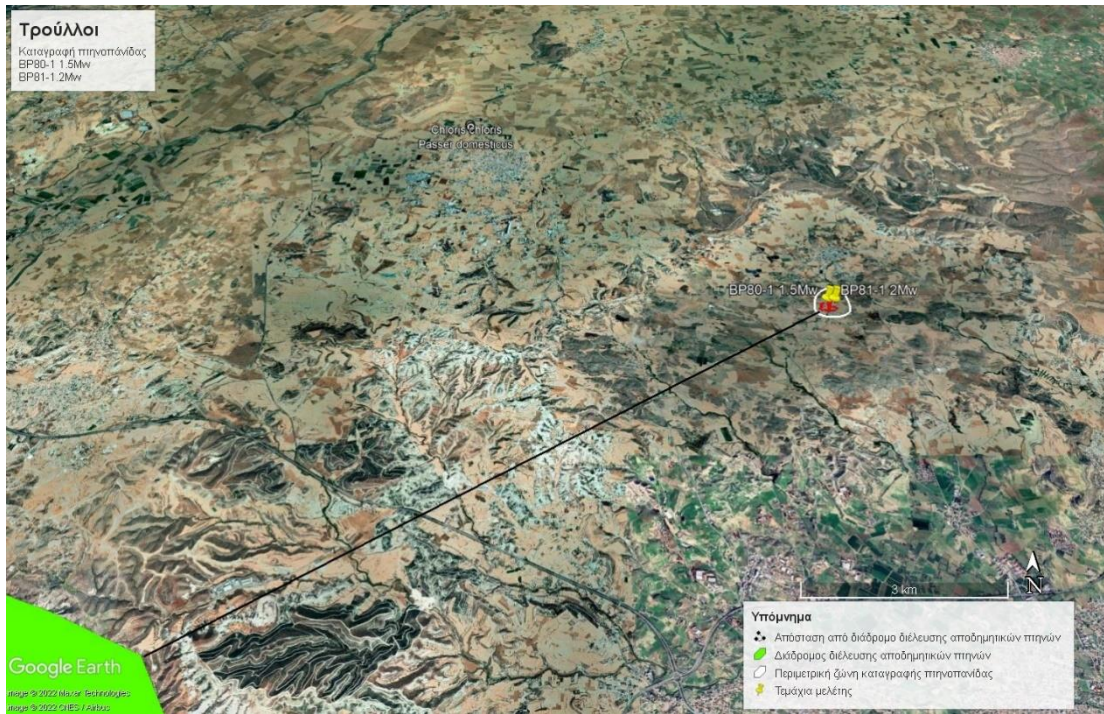 Τρούλλοι
Καταγραφή πτηνοπάνίδας
BP80-1 1.5Mw
BP81-1.2Mw
Chloris Chloris
Passer domesticus
BP80-1 1.5Mw
BP81-1.2Mw
3 km
N
Υπόμνημα
Απόσταση από διάδρομο διέλευσης αποδημητικών πτηνών
Διάδρομος διέλευσης αποδημητικών πτηνών
Περιμετρική ζώνη καταγραφής πτηνοπανίδας
Τεμάχια μελέτης
Google Earth
Image © 2022 Maxar Technologies
Image © 2022 CNES / Airbus